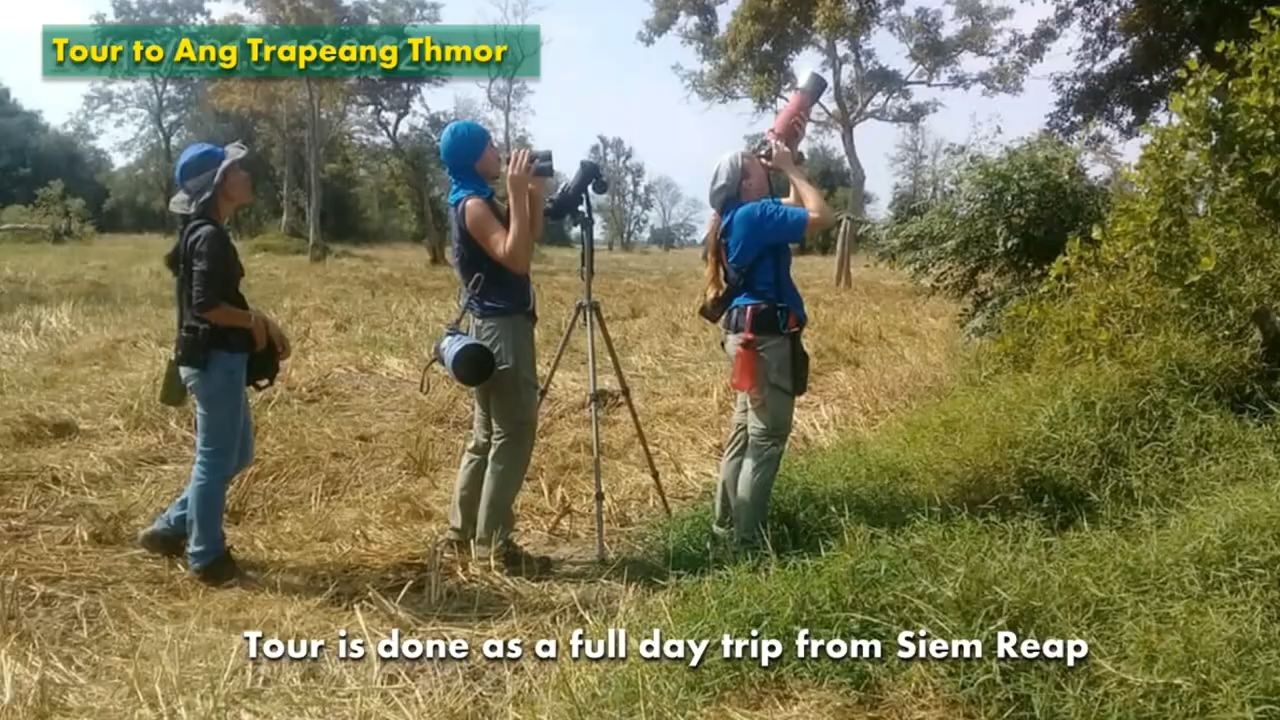 Tour to Ang Trapeang Thmor
Tour is done as a full day trip from Siem Reap